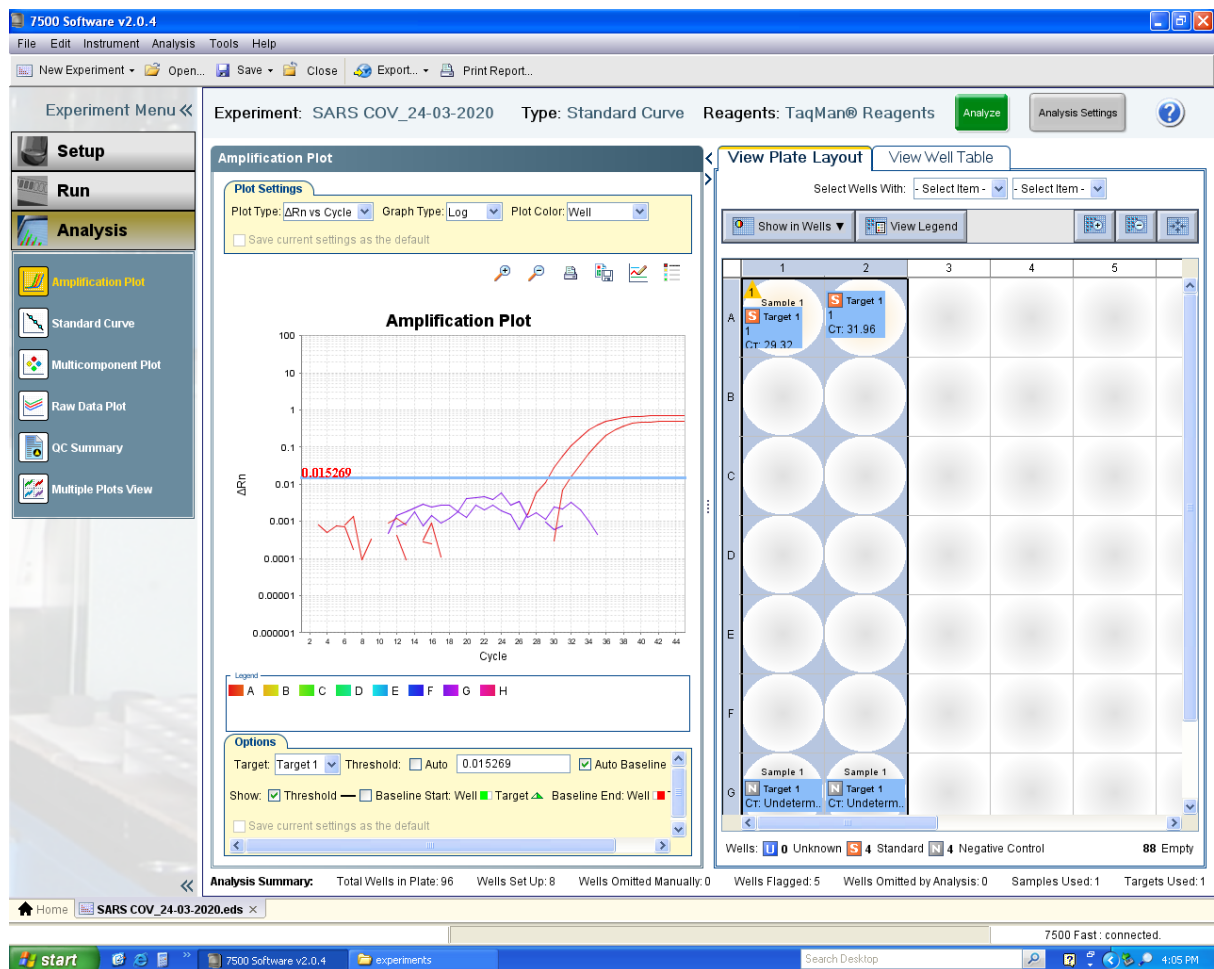 7500 Software v2.0.4
File Edit Instrument Analysis Tools Help
New Experiment Open... Save Close Export... Print Report...
Experiment Menu
Experiment: SARS COV_24-03-2020 Type: Standard Curve Reagents: TaqMan® Reagents Analyze Analysis Settings
Setup
Run
Analysis
Amplification Plot
Standard Curve
Multicomponent Plot
Raw Data Plot
QC Summary
Multiple Plots View
Amplification Plot
Plot Settings
Plot Type: ΔRn vs Cycle Graph Type: Log Plot Color: Well
Save current settings as the default
Amplification Plot
100
10
1
0.1
0.015269
0.01
0.001
0.0001
0.00001
0.000001
ΔRn
2 4 6 8 10 12 14 16 18 20 22 24 26 28 30 32 34 36 38 40 42 44
Cycle
Legend
A B C D E F G H
Options
Target: Target 1 Threshold: Auto 0.015269 Auto Baseline
Show: Threshold Baseline Start: Well Target Baseline End: Well
Save current settings as the default
View Plate Layout View Well Table
Select Wells With: - Select Item - - Select Item -
Show in Wells ▼ View Legend
1 2 3 4 5
A
1
Sample 1
S Target 1
1
CT: 29.32
S Target 1
1
CT: 31.96
B
C
D
E
F
G
Sample 1 Sample 1
N Target 1 N Target 1
CT: Undeterm.. CT: Undeterm..
Wells: U 0 Unknown S 4 Standard N 4 Negative Control 88 Empty
Analysis Summary: Total Wells in Plate: 96 Wells Set Up: 8 Wells Omitted Manually: 0 Wells Flagged: 5 Wells Omitted by Analysis: 0 Samples Used: 1 Targets Used: 1
Home SARS COV_24-03-2020.eds
7500 Fast : connected.
start 7500 Software v2.0.4 experiments Search Desktop 4:05 PM